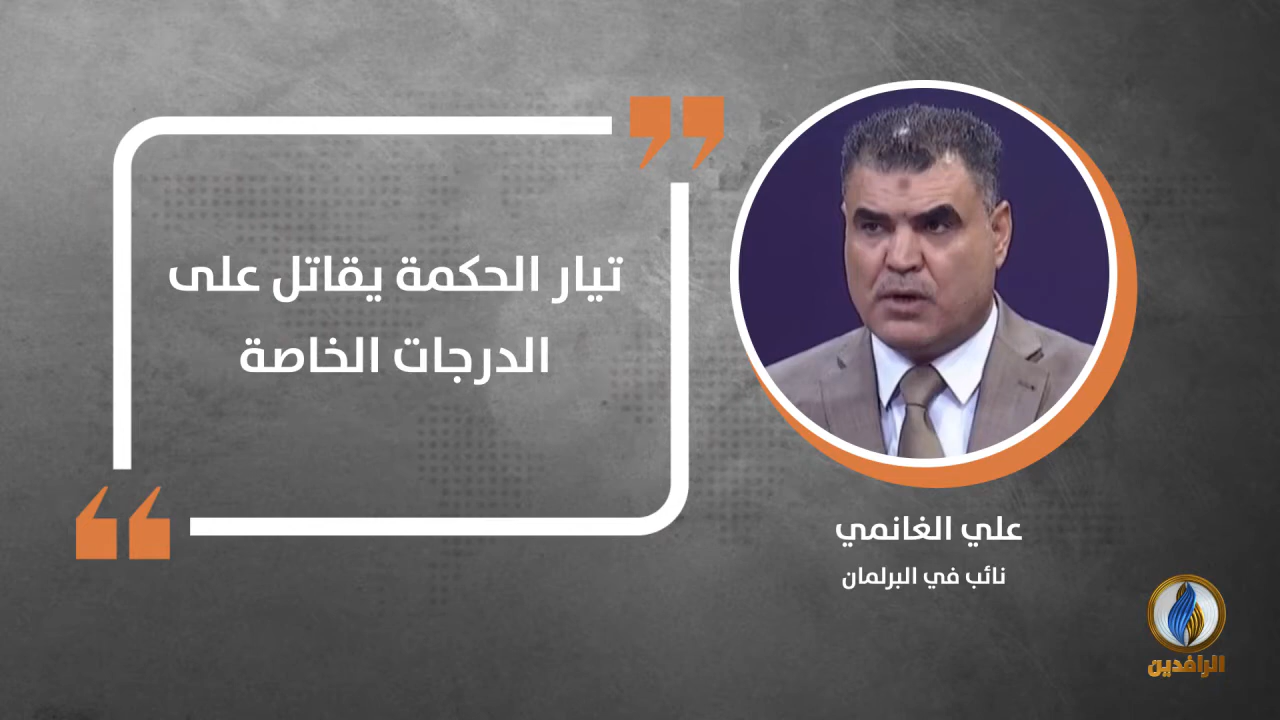 تيار الحكمة يقاتل على
الدرجات الخاصة
علي الغانمي
نائب في البرلمان
الرافدين